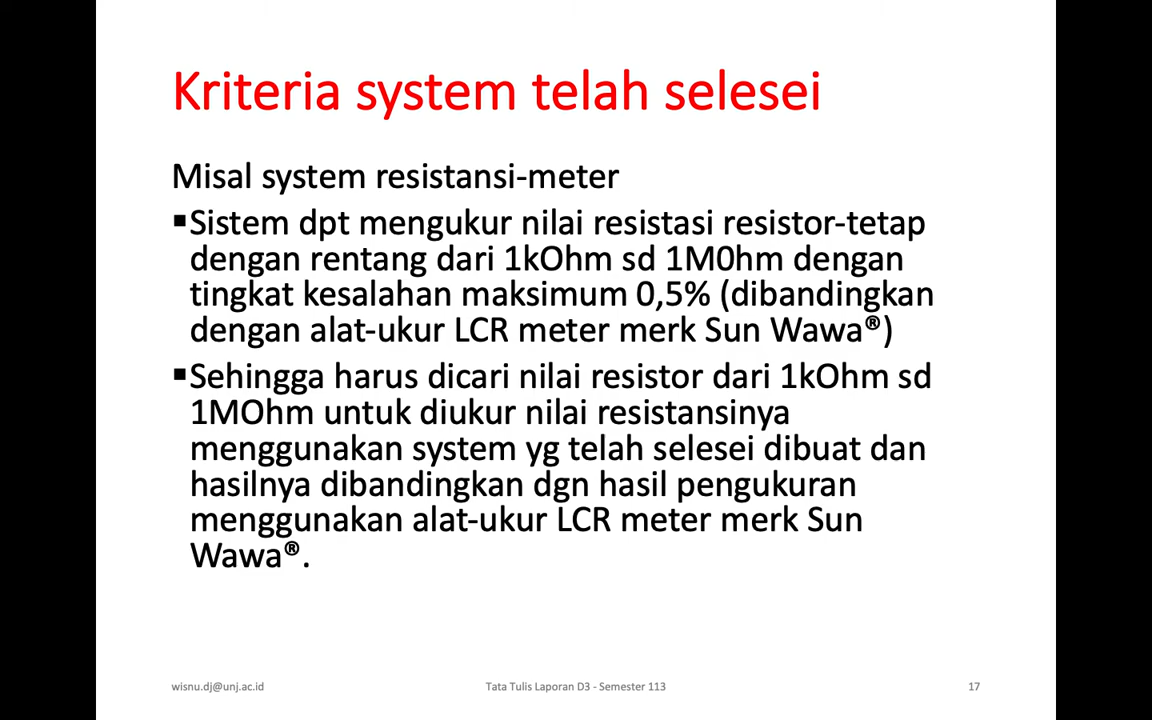 Kriteria system telah selesei
Misal system resistansi-meter
▪Sistem dpt mengukur nilai resistasi resistor-tetap
dengan rentang dari 1kOhm sd 1M0hm dengan
tingkat kesalahan maksimum 0,5% (dibandingkan
dengan alat-ukur LCR meter merk Sun Wawa®)
▪Sehingga harus dicari nilai resistor dari 1kOhm sd
1MOhm untuk diukur nilai resistansinya
menggunakan system yg telah selesei dibuat dan
hasilnya dibandingkan dgn hasil pengukuran
menggunakan alat-ukur LCR meter merk Sun
Wawa®.
wisnu.dj@unj.ac.id
Tata Tulis Laporan D3 - Semester 113
17